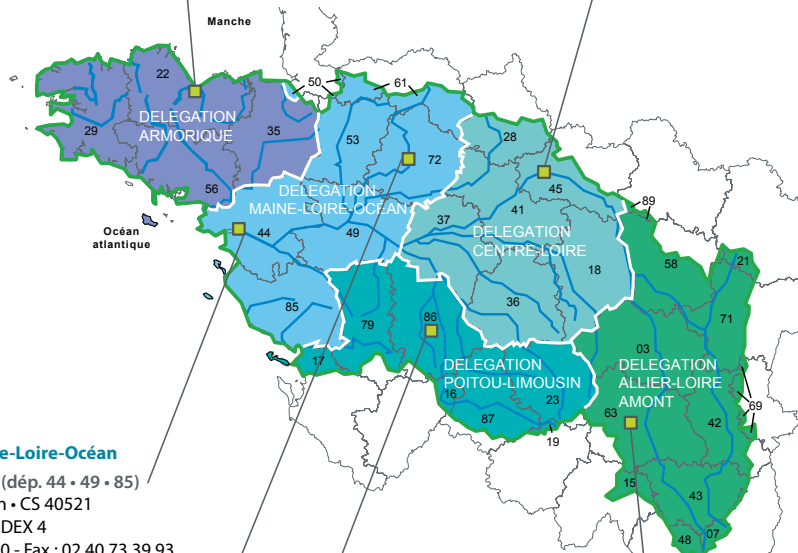 Manche
50
61
22
DELEGATION
ARMORIQUE
29
35
56
53
72
28
45
89
DELEGATION
MAINE-LOIRE-OCÉAN
Océan
atlantique
44
49
37
41
DELEGATION
CENTRE-LOIRE
18
36
58
21
71
85
79
86
17
03
DELEGATION
POITOU-LIMOUSIN
16
23
87
19
DELEGATION
ALLIER-LOIRE
AMONT
63
42
69
15
43
48
07
e-Loire-Océan
(dép. 44 • 49 • 85)
n • CS 40521
DEX 4
0 - Fax : 02 40 73 39 93